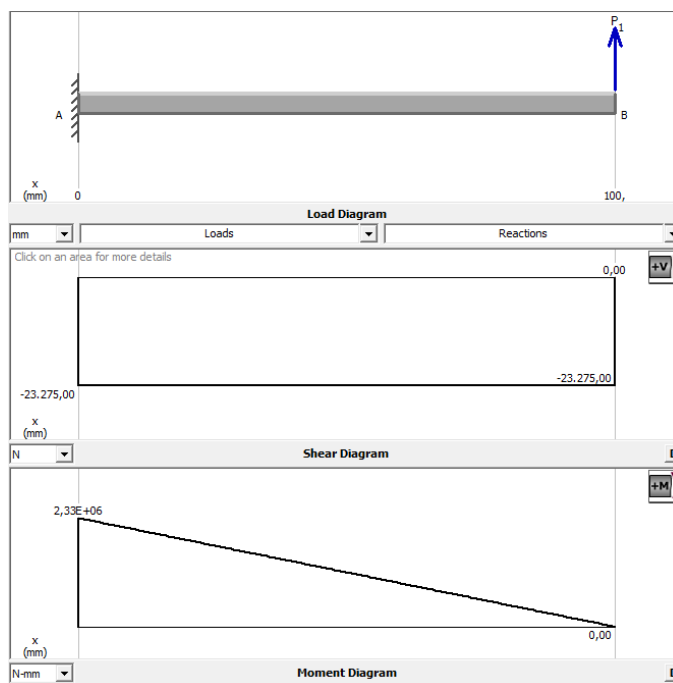 P1
A
B
x
(mm)
0
100,
Load Diagram
mm
Loads
Reactions
Click on an area for more details
0,00
+V
-23.275,00
-23.275,00
x
(mm)
N
Shear Diagram
+M
2,33E+06
x
(mm)
0,00
N-mm
Moment Diagram